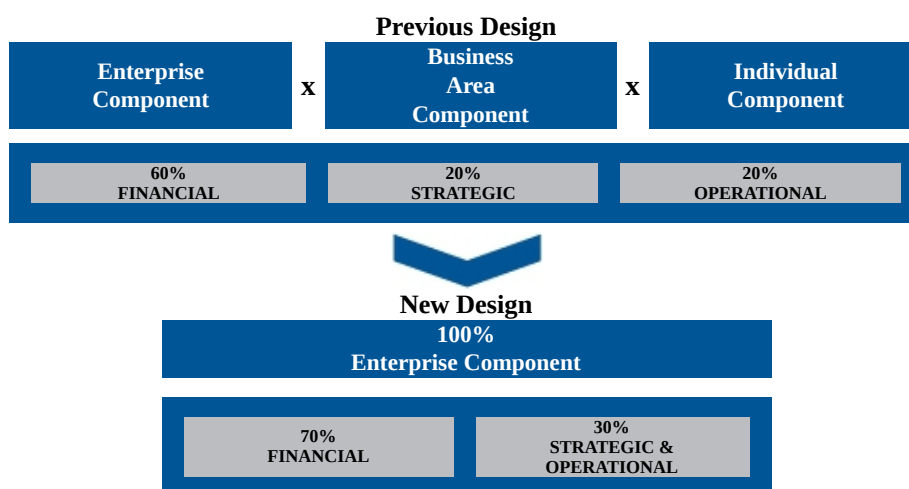 Previous Design
Enterprise
Component
x
Business
Area
Component
x
Individual
Component
60%
FINANCIAL
20%
STRATEGIC
20%
OPERATIONAL
New Design
100%
Enterprise Component
70%
FINANCIAL
30%
STRATEGIC &
OPERATIONAL